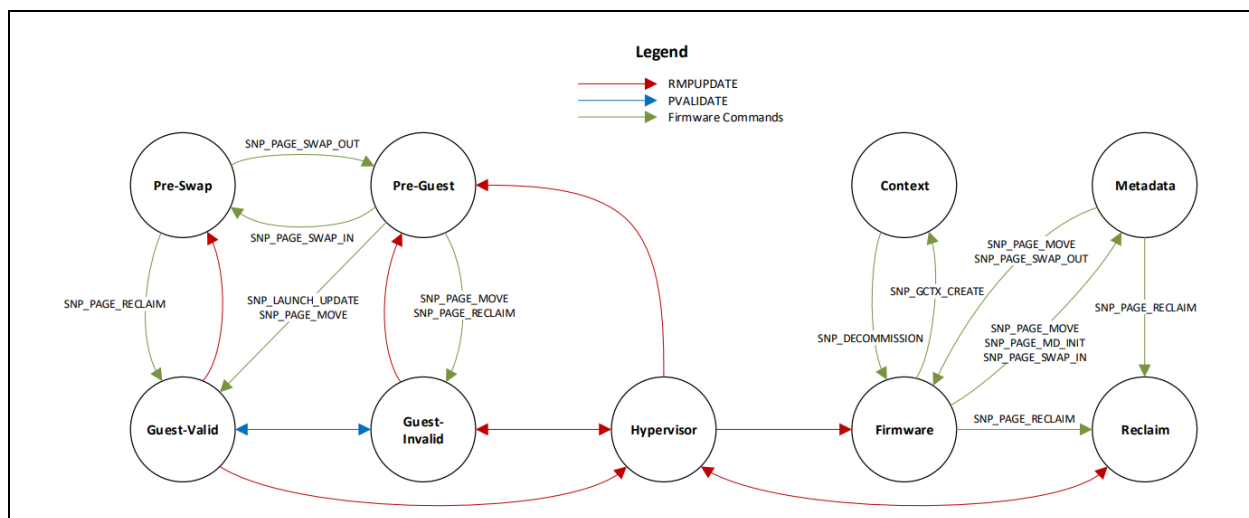 Legend
RMPUPDATE
PVALIDATE
Firmware Commands
SNP_PAGE_SWAP_OUT
Pre-Swap
Pre-Guest
Context
Metadata
SNP_PAGE_SWAP_IN
SNP_PAGE_MOVE
SNP_PAGE_SWAP_OUT
SNP_PAGE_RECLAIM
SNP_LAUNCH_UPDATE
SNP_PAGE_MOVE
SNP_PAGE_MOVE
SNP_PAGE_RECLAIM
SNP_GCTX_CREATE
SNP_PAGE_RECLAIM
SNP_DECOMMISSION
SNP_PAGE_MOVE
SNP_PAGE_MD_INIT
SNP_PAGE_SWAP_IN
Guest-Valid
Guest-
Invalid
Hypervisor
Firmware
SNP_PAGE_RECLAIM
Reclaim